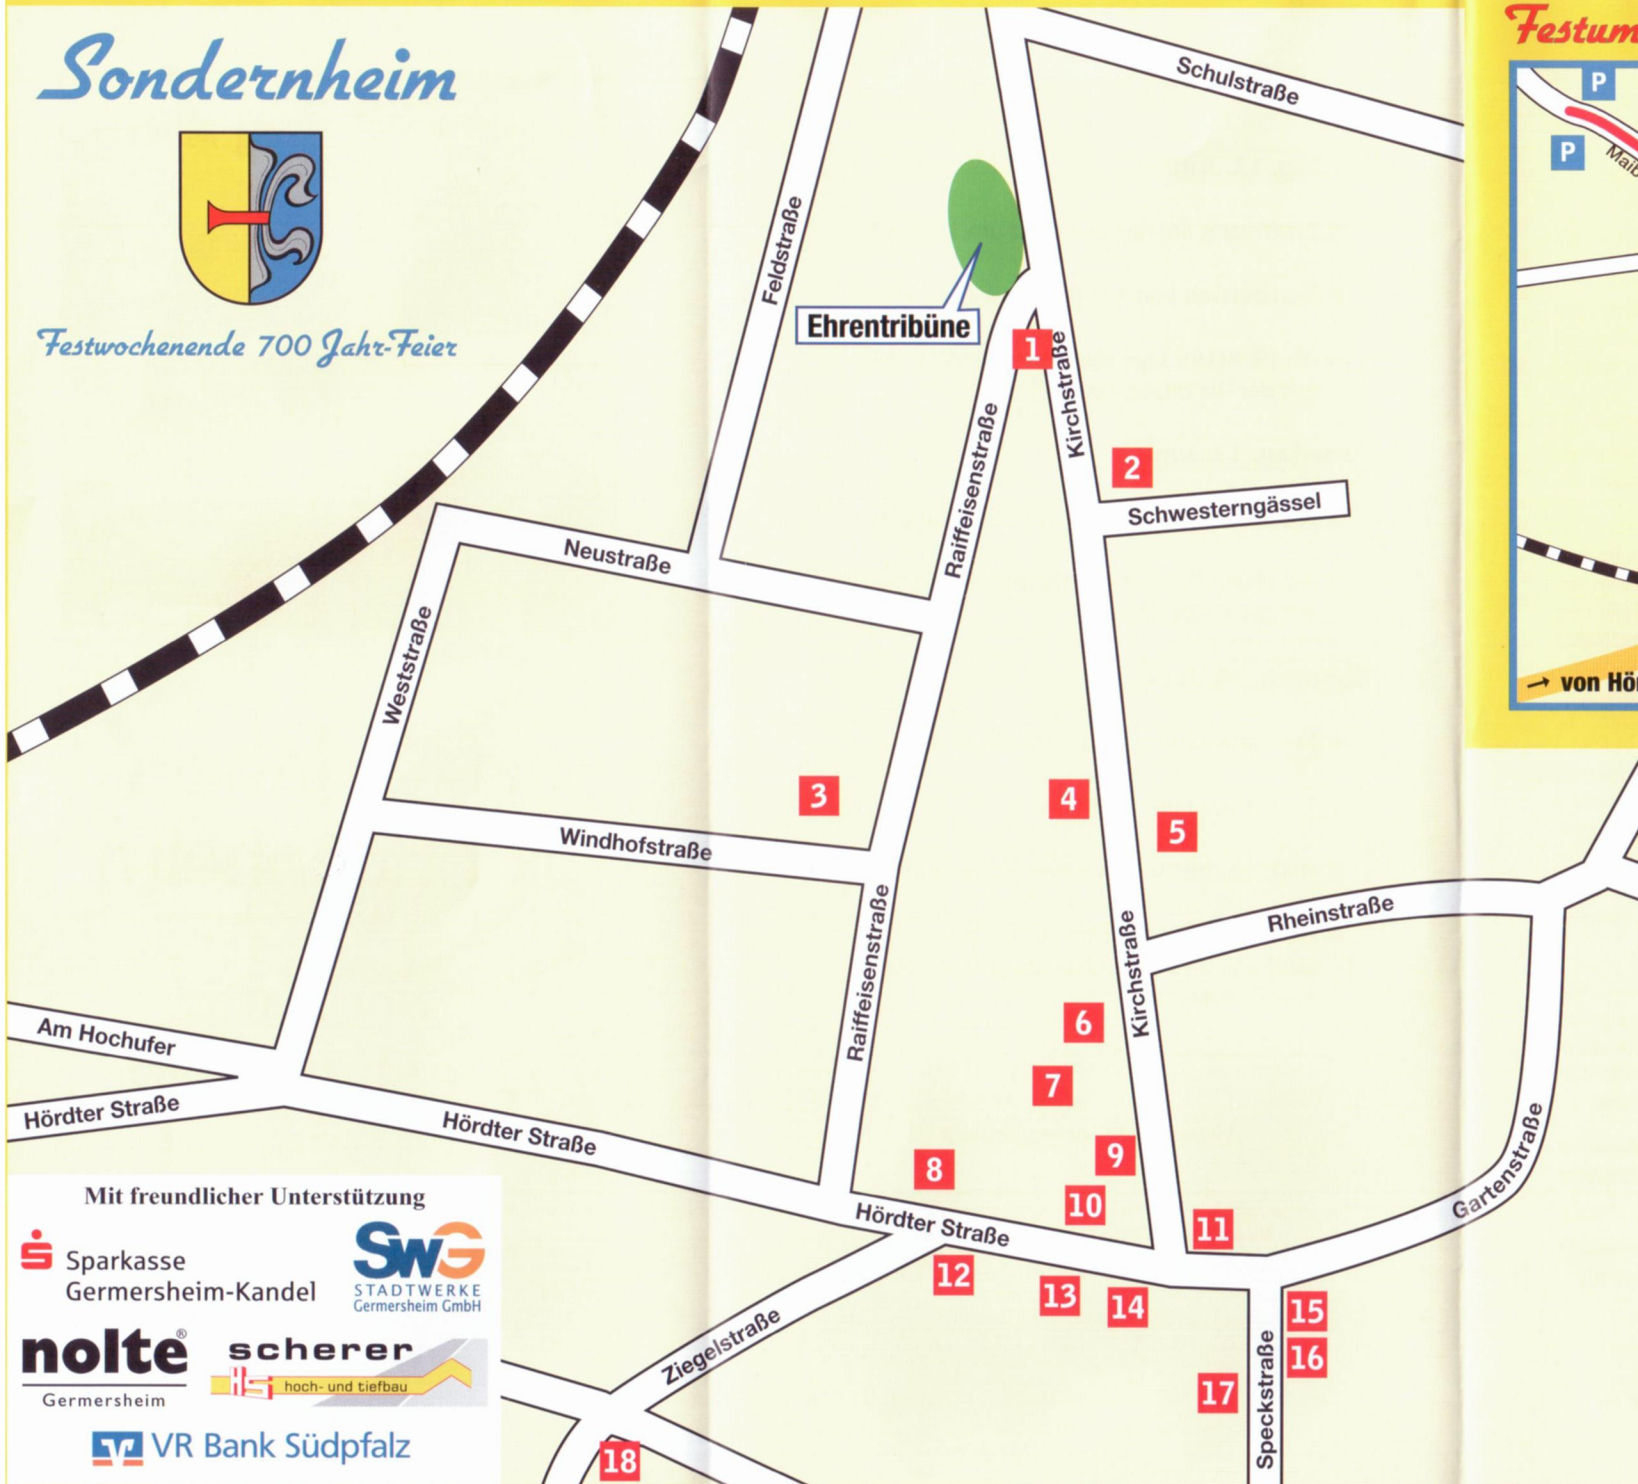 Sondernheim
Festwochenende 700 Jahr-Feier
Schulstraße
Feldstraße
Ehrentribüne
1
Kirchstraße
Raiffeisenstraße
2
Schwesterngässel
Neustraße
Weststraße
3
4
5
Windhofstraße
Raiffeisenstraße
Kirchstraße
Rheinstraße
6
7
Am Hochufer
Hördter Straße
Hördter Straße
8
9
10
Hördter Straße
11
Gartenstraße
12
13
14
15
16
17
Speckstraße
Ziegelstraße
18
Mit freundlicher Unterstützung
Sparkasse
Germersheim-Kandel
SWG
STADTWERKE
Germersheim GmbH
nolte®
Germersheim
scherer
HS
hoch- und tiefbau
VR Bank Südpfalz
P
P
→ von